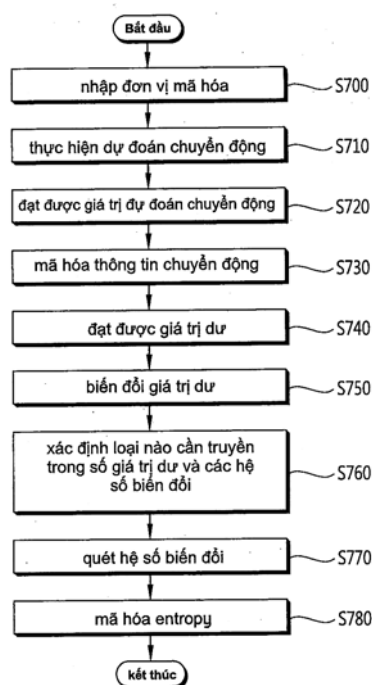 Bắt đầu
nhập đơn vị mã hóa
S700
thực hiện dự đoán chuyển động
S710
đạt được giá trị dự đoán chuyển động
S720
mã hóa thông tin chuyển động
S730
đạt được giá trị dư
S740
biến đổi giá trị dư
S750
xác định loại nào cần truyền
trong số giá trị dư và các hệ
số biến đổi
S760
quét hệ số biến đổi
S770
mã hóa entropy
S780
kết thúc